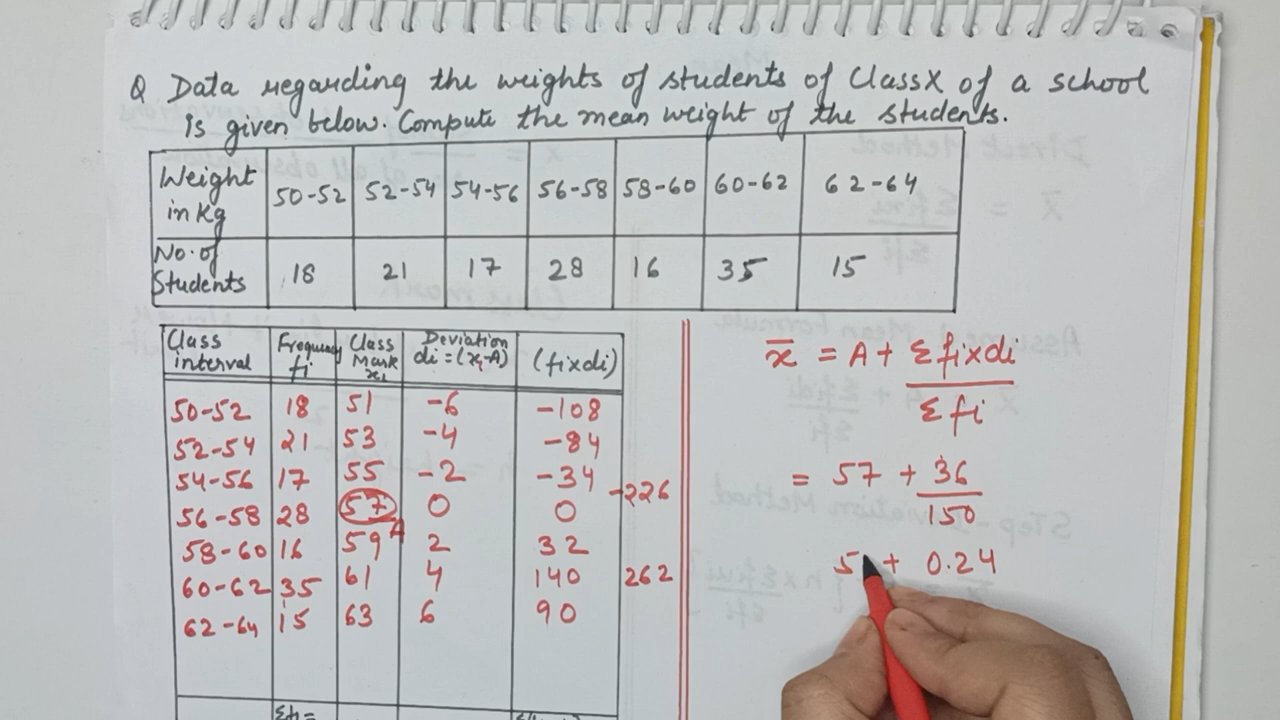 Q. Data regarding the weights of students of Class X of a school
is given below. Compute the mean weight of the students.
Weight in Kg 50-52 52-54 54-56 56-58 58-60 60-62 62-64
No. of Students 18 21 17 28 16 35 15
Class interval Frequency fi Class Mark xi Deviation di = (xi-A) (fixdi)
50-52 18 51 -6 -108
52-54 21 53 -4 -84
54-56 17 55 -2 -34
-226
56-58 28 57 A 0 0
58-60 16 59 2 32
60-62 35 61 4 140 262
62-64 15 63 6 90
Σfi =
x̄ = A + Σfixdi
Σfi
= 57 + 36
150
5 + 0.24